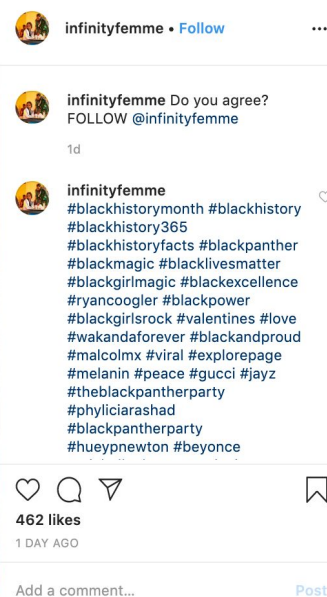 infinityfemme • Follow
infinityfemme Do you agree?
FOLLOW @infinityfemme
1d
infinityfemme
#blackhistorymonth #blackhistory
#blackhistory365
#blackhistoryfacts #blackpanther
#blackmagic #blacklivesmatter
#blackgirlmagic #blackexcellence
#ryancoogler #blackpower
#blackgirlsrock #valentines #love
#wakandaforever #blackandproud
#malcolmx #viral #explorepage
#melanin #peace #gucci #jayz
#theblackpantherparty
#phyliciarashad
#blackpantherparty
#hueypnewton #beyonce
462 likes
1 DAY AGO
Add a comment...
Post